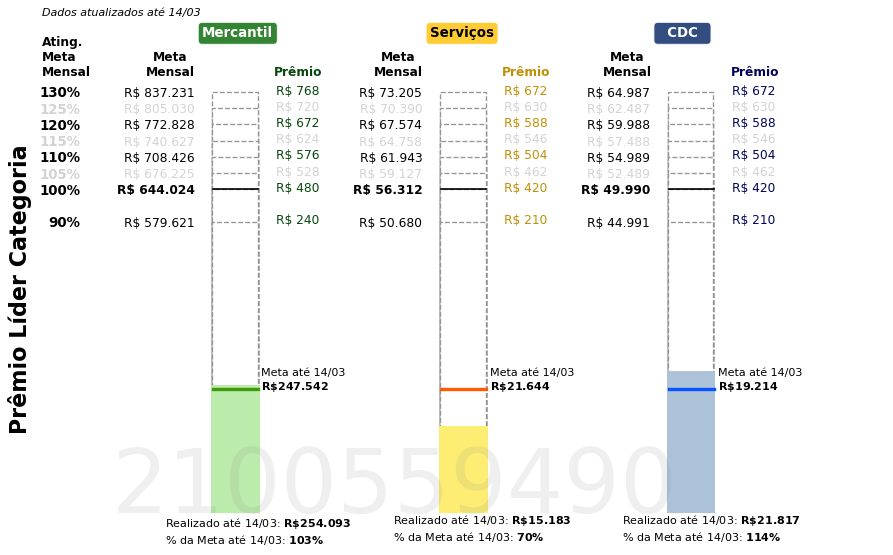 Dados atualizados até 14/03
Mercantil
Serviços
CDC
Ating. Meta Mensal
Meta Mensal
Prêmio
Meta Mensal
Prêmio
Meta Mensal
Prêmio
130% R$ 837.231 R$ 768 R$ 73.205 R$ 672 R$ 64.987 R$ 672
125% R$ 805.030 R$ 720 R$ 70.390 R$ 630 R$ 62.487 R$ 630
120% R$ 772.828 R$ 672 R$ 67.574 R$ 588 R$ 59.988 R$ 588
115% R$ 740.627 R$ 624 R$ 64.758 R$ 546 R$ 57.488 R$ 546
110% R$ 708.426 R$ 576 R$ 61.943 R$ 504 R$ 54.989 R$ 504
105% R$ 676.225 R$ 528 R$ 59.127 R$ 462 R$ 52.489 R$ 462
100% R$ 644.024 R$ 480 R$ 56.312 R$ 420 R$ 49.990 R$ 420
90% R$ 579.621 R$ 240 R$ 50.680 R$ 210 R$ 44.991 R$ 210
Prêmio Líder Categoria
Meta até 14/03
R$247.542
Meta até 14/03
R$21.644
Meta até 14/03
R$19.214
2100559490
Realizado até 14/03: R$254.093
% da Meta até 14/03: 103%
Realizado até 14/03: R$15.183
% da Meta até 14/03: 70%
Realizado até 14/03: R$21.817
% da Meta até 14/03: 114%